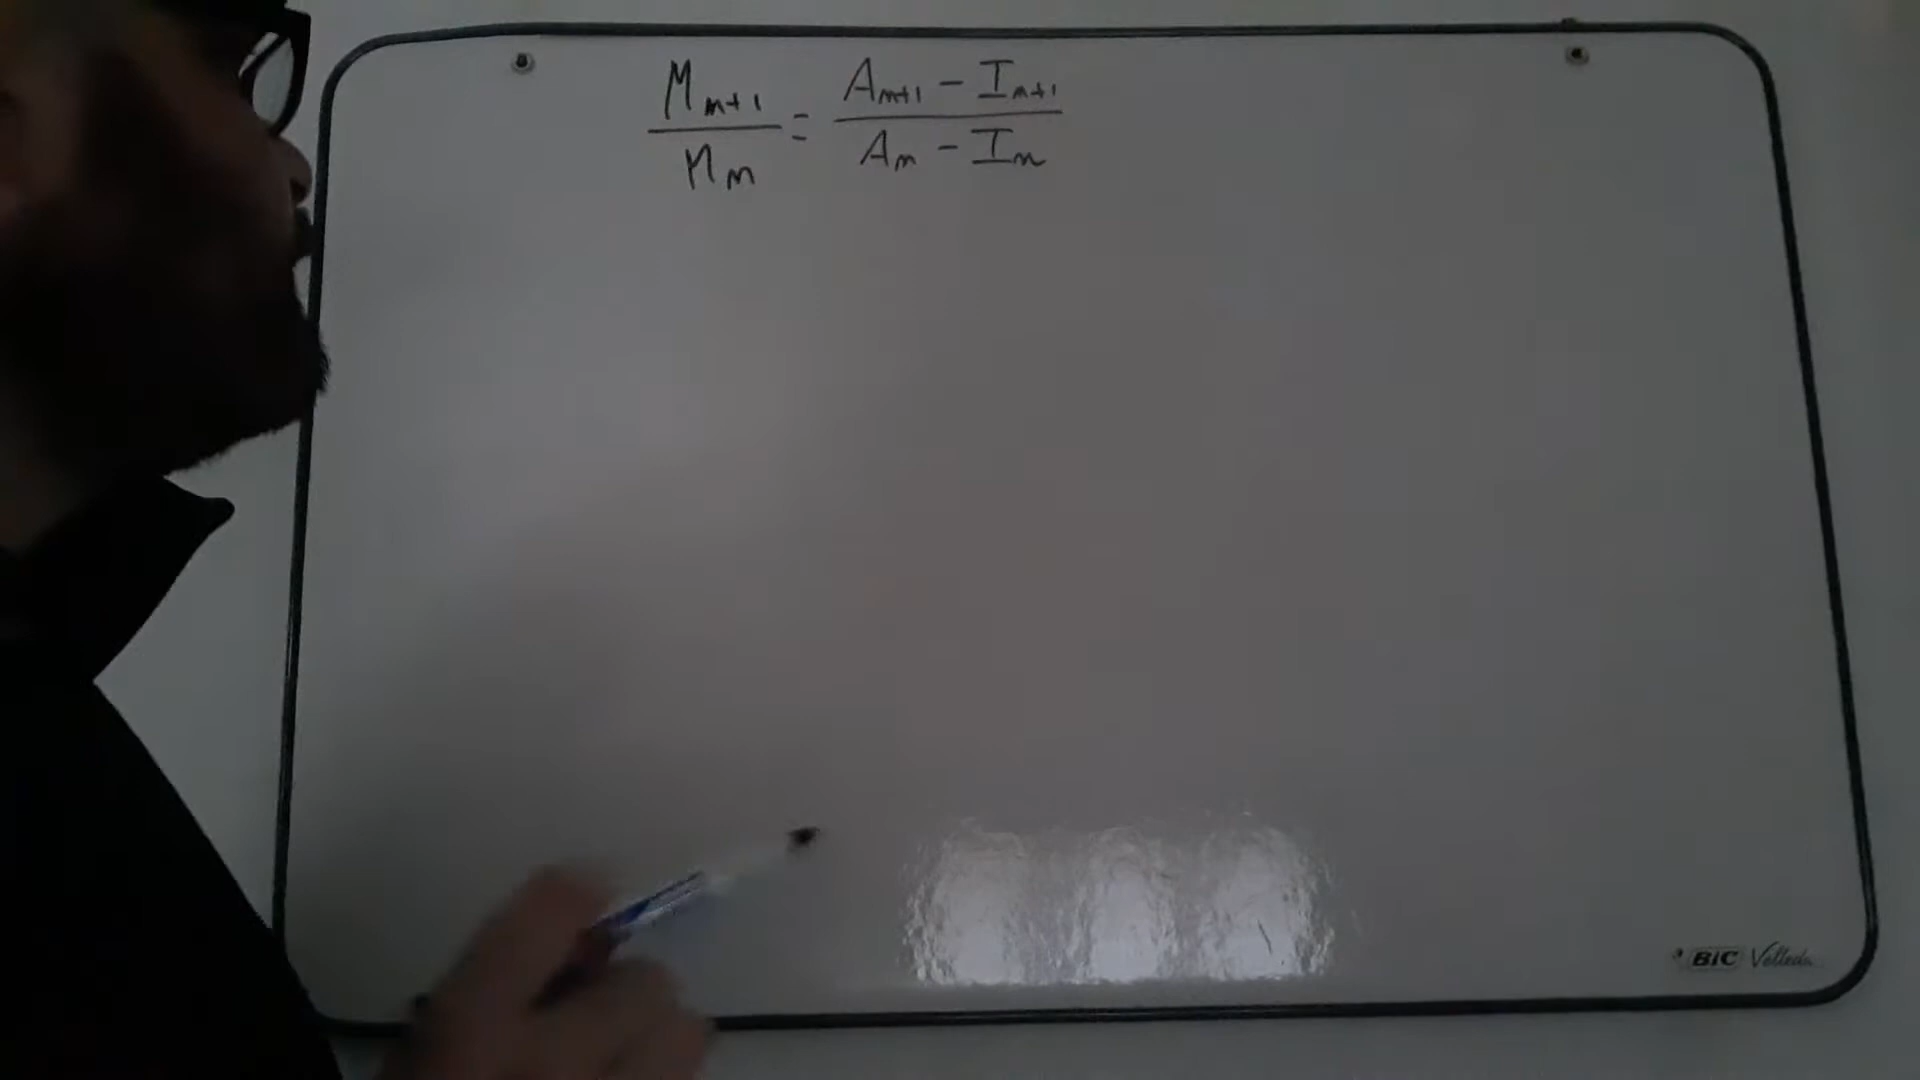 M_{n+1} / M_n = (A_{n+1} - I_{n+1}) / (A_n - I_n)
BIC Velleda